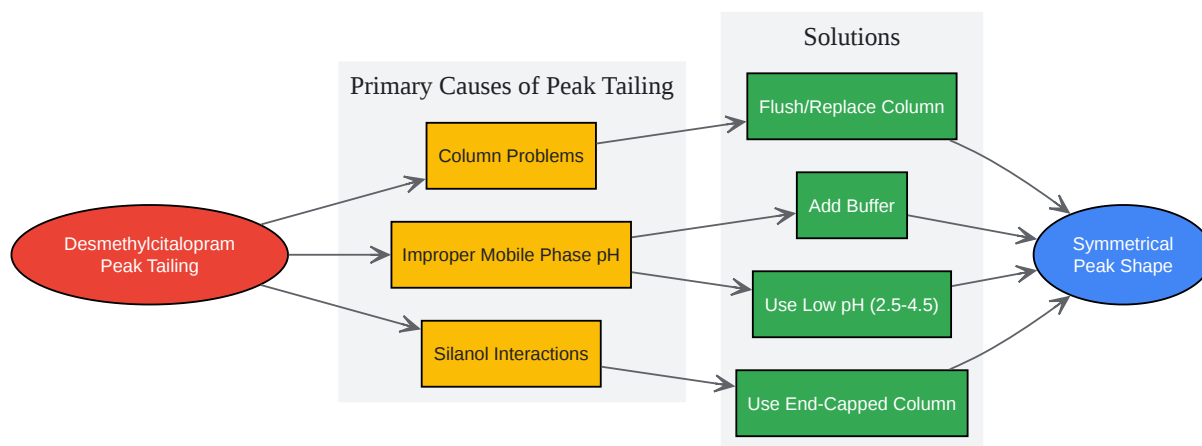 Solutions
Primary Causes of Peak Tailing
Flush/Replace Column
Column Problems
Add Buffer
Desmethylcitalopram
Peak Tailing
Improper Mobile Phase pH
Symmetrical
Peak Shape
Use Low pH (2.5-4.5)
Silanol Interactions
Use End-Capped Column